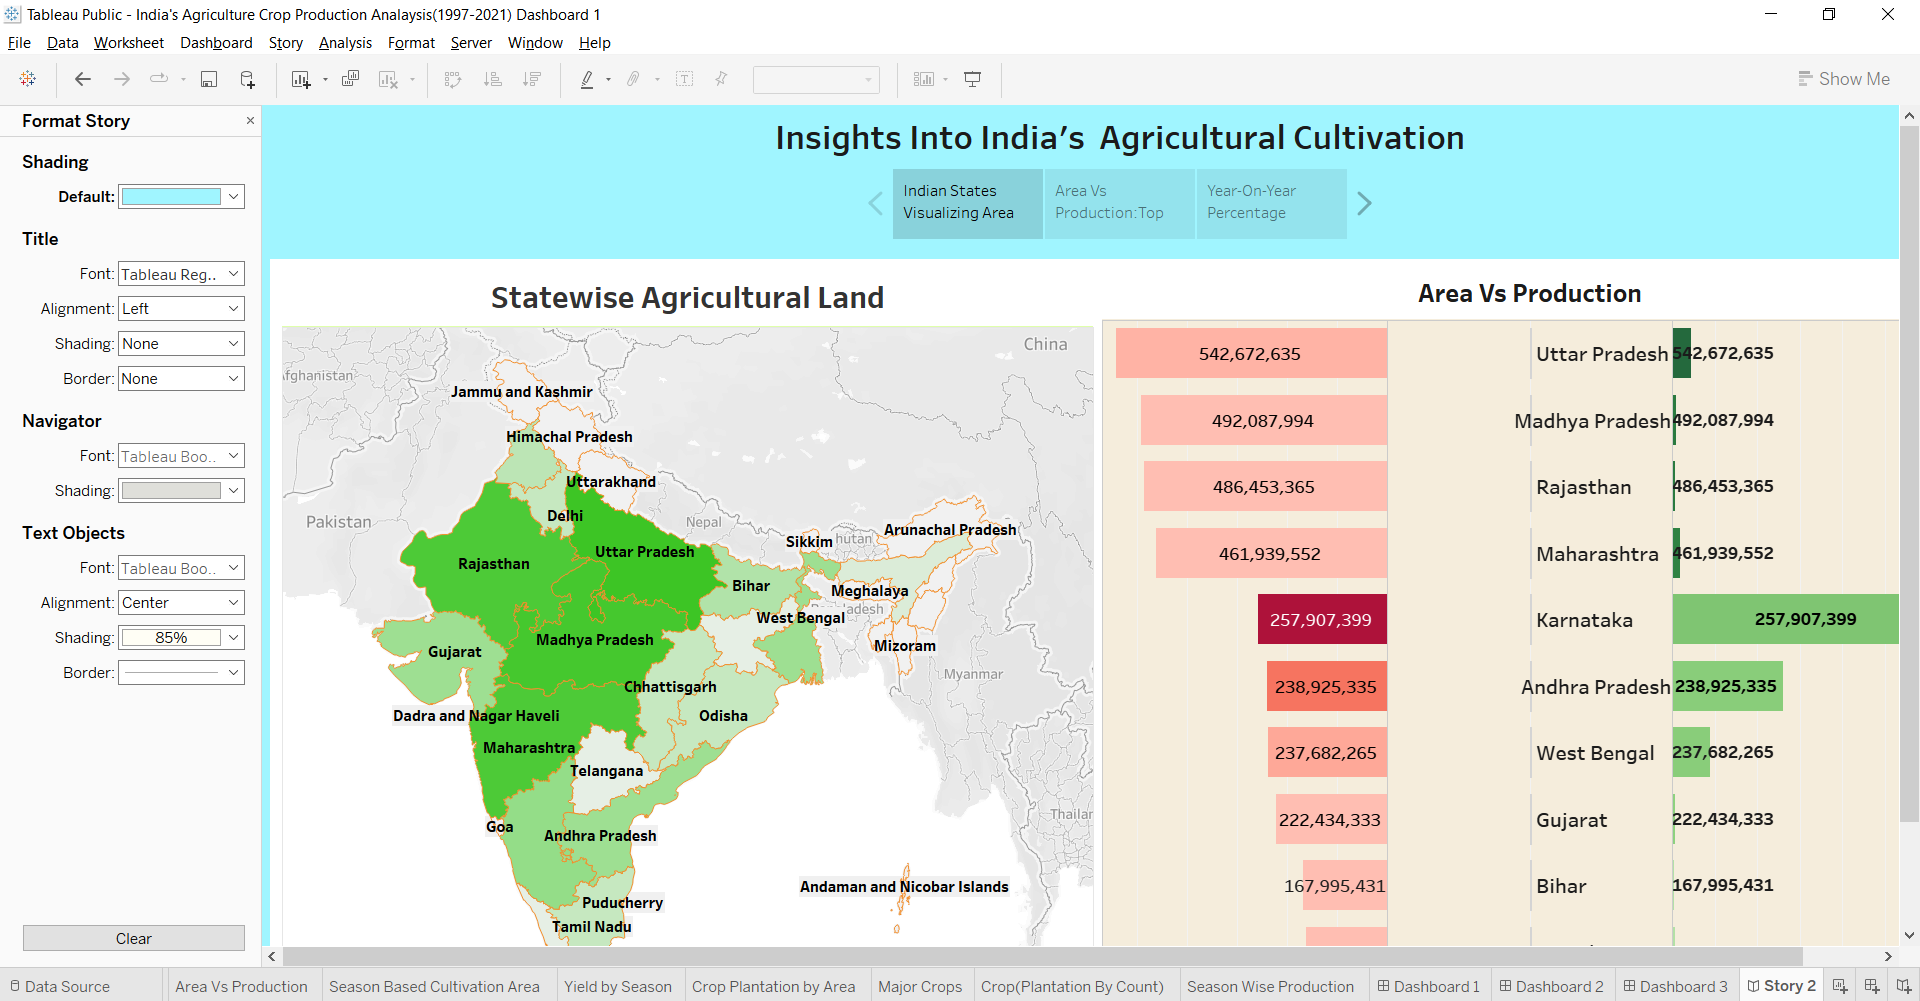 Tableau Public - India's Agriculture Crop Production Analaysis(1997-2021) Dashboard 1
File Data Worksheet Dashboard Story Analysis Format Server Window Help
Show Me
Format Story
Shading
Default:
Title
Font: Tableau Reg..
Alignment: Left
Shading: None
Border: None
Navigator
Font: Tableau Boo..
Shading:
Text Objects
Font: Tableau Boo..
Alignment: Center
Shading: 85%
Border:
Clear
Insights Into India's Agricultural Cultivation
Indian States
Visualizing Area
Area Vs
Production:Top
Year-On-Year
Percentage
Statewise Agricultural Land
China
fghanistan
Jammu and Kashmir
Himachal Pradesh
Uttarakhand
Pakistan
Delhi
Nepal
Arunachal Pradesh
Sikkim
hutan
Rajasthan
Uttar Pradesh
Bihar
Meghalaya
adesh
West Bengal
Madhya Pradesh
Mizoram
Gujarat
Myanmar
Chhattisgarh
Dadra and Nagar Haveli
Odisha
Maharashtra
Telangana
Thailar
Goa
Andhra Pradesh
Andaman and Nicobar Islands
Puducherry
Tamil Nadu
Area Vs Production
542,672,635 Uttar Pradesh 542,672,635
492,087,994 Madhya Pradesh 492,087,994
486,453,365 Rajasthan 486,453,365
461,939,552 Maharashtra 461,939,552
257,907,399 Karnataka 257,907,399
238,925,335 Andhra Pradesh 238,925,335
237,682,265 West Bengal 237,682,265
222,434,333 Gujarat 222,434,333
167,995,431 Bihar 167,995,431
Data Source Area Vs Production Season Based Cultivation Area Yield by Season Crop Plantation by Area Major Crops Crop(Plantation By Count) Season Wise Production Dashboard 1 Dashboard 2 Dashboard 3 Story 2